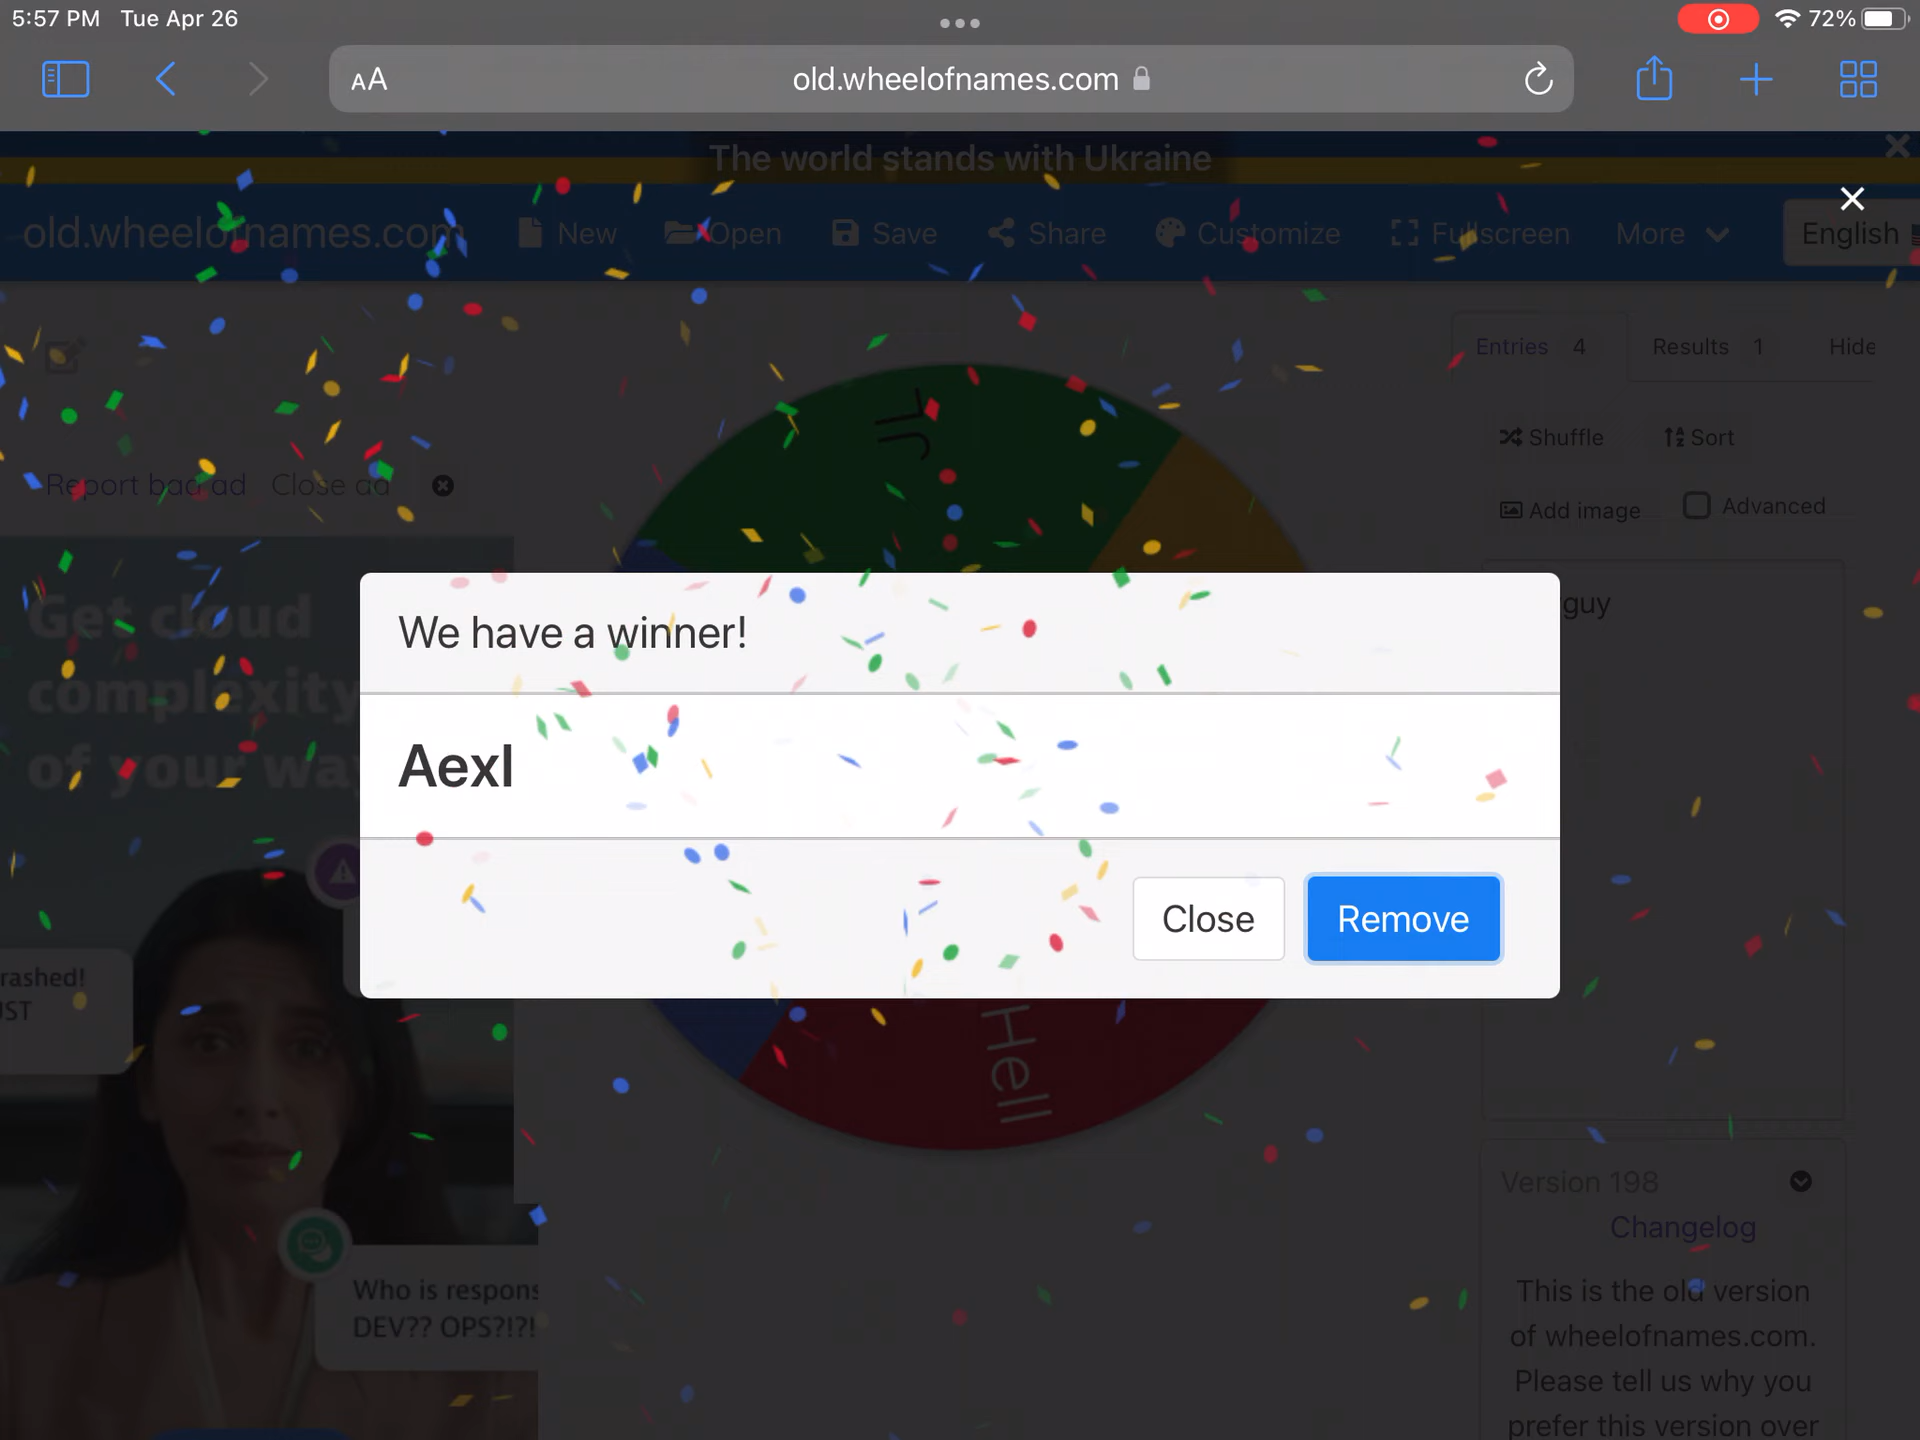 5:57 PM Tue Apr 26
72%
AA
old.wheelofnames.com
The world stands with Ukraine
old.wheelofnames.com
New
Open
Save
Share
Customize
Fullscreen
More
English
Entries 4
Results 1
Hide
Shuffle
Sort
Add image
Advanced
Report bad ad
Close ad
JL
guy
Get cloud
complexity
of your way
We have a winner!
Aexl
Close
Remove
rashed!
ST
Hell
Who is respons
DEV?? OPS?!?!
Version 198
Changelog
This is the old version
of wheelofnames.com.
Please tell us why you
prefer this version over